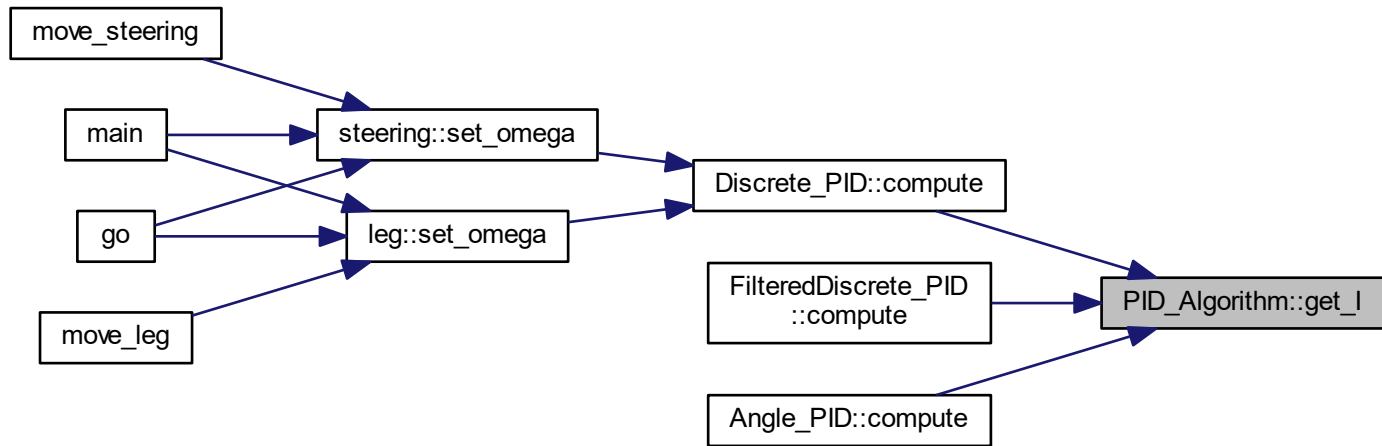 move_steering
main
steering::set_omega
Discrete_PID::compute
go
leg::set_omega
FilteredDiscrete_PID
::compute
PID_Algorithm::get_I
move_leg
Angle_PID::compute